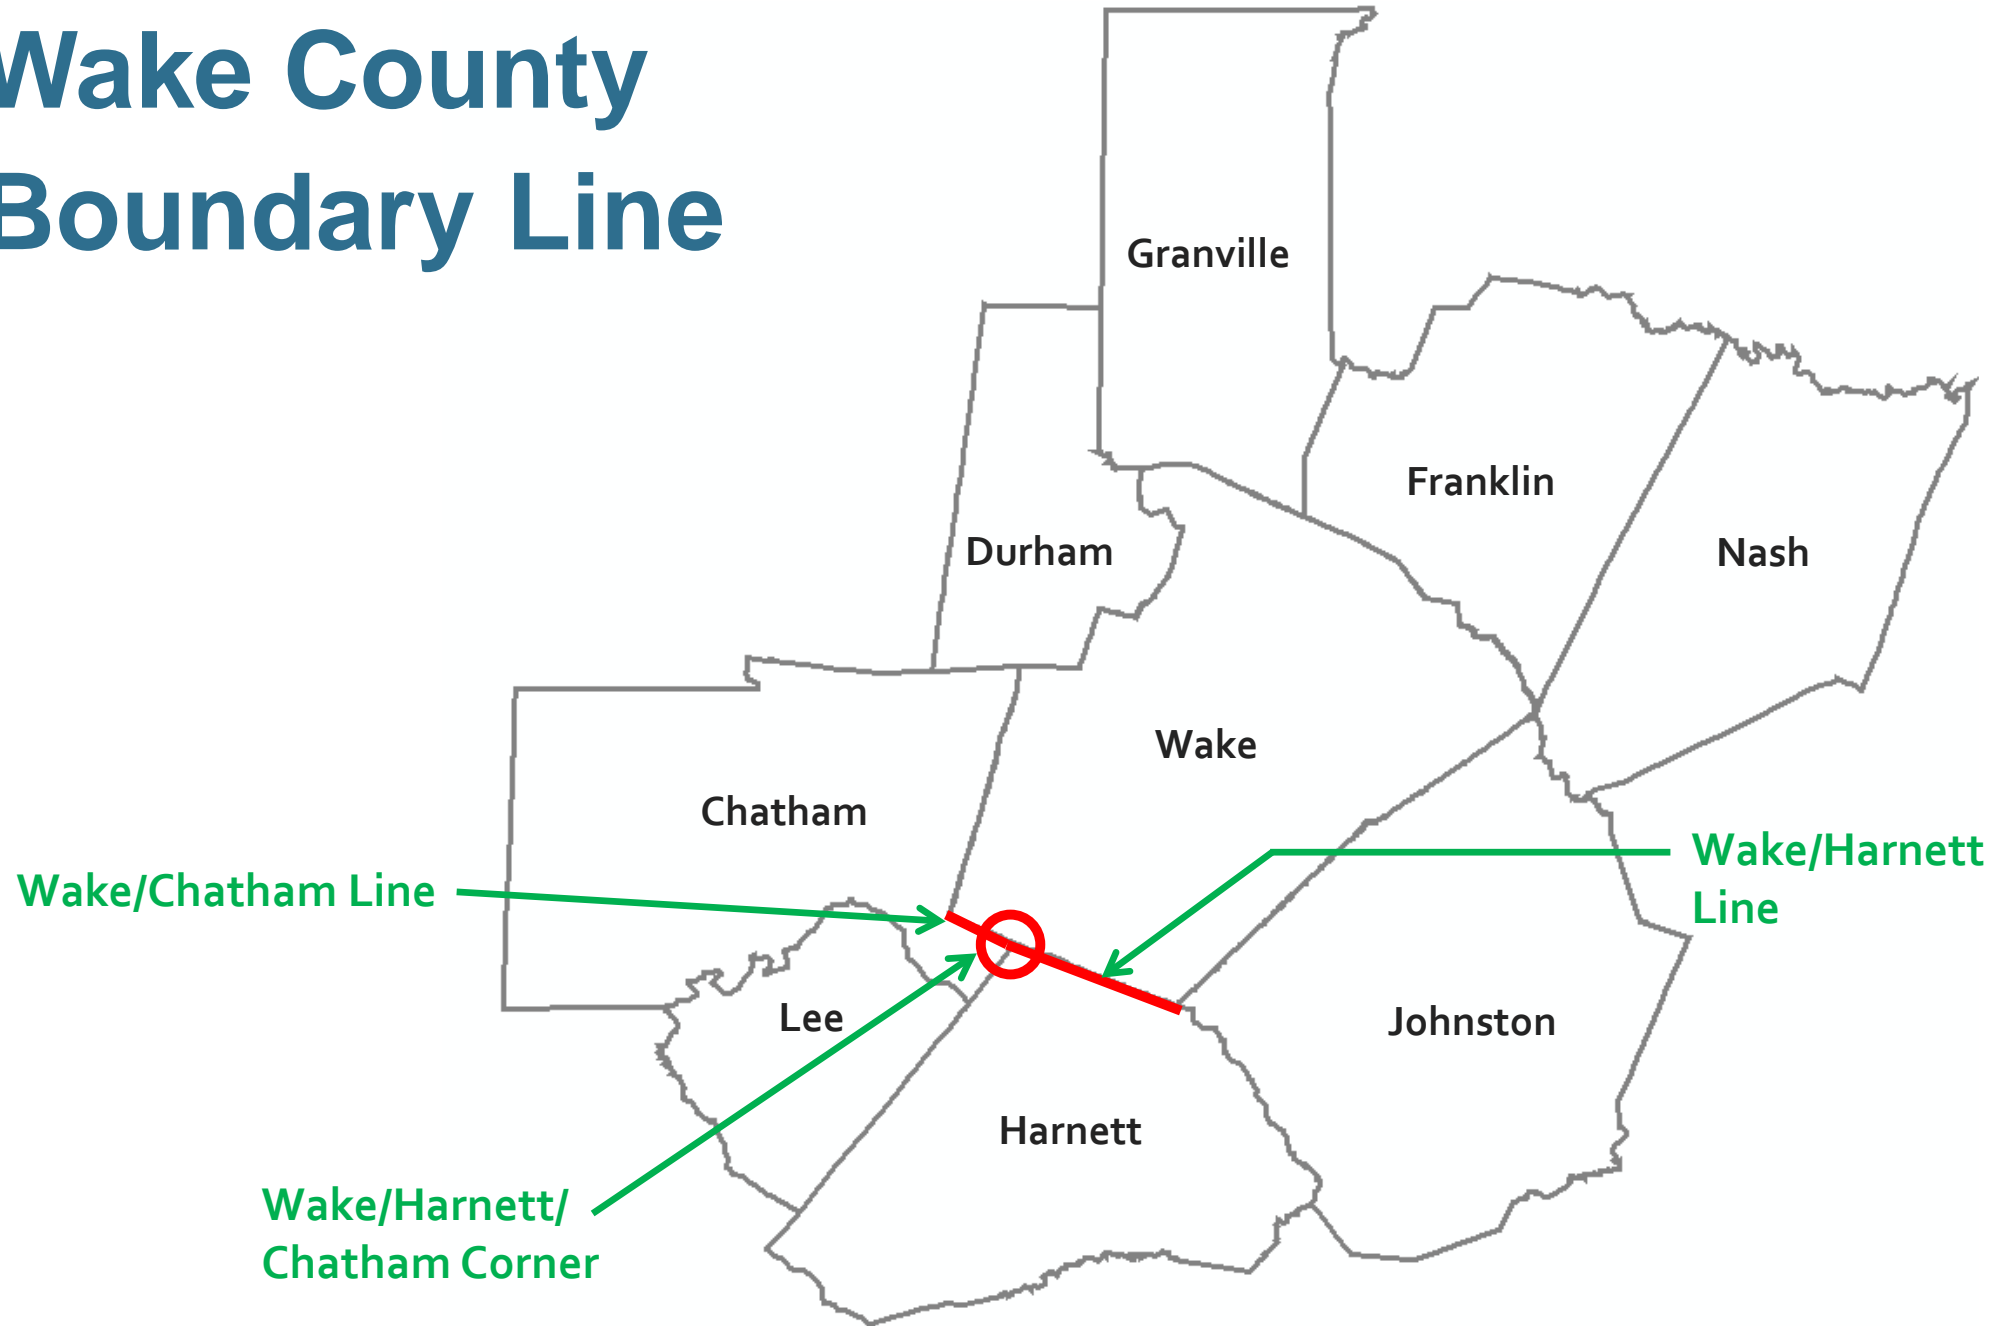 Wake County
Boundary Line
Granville
Franklin
Durham
Nash
Wake
Chatham
Wake/Harnett
Line
Wake/Chatham Line
Lee
Johnston
Harnett
Wake/Harnett/
Chatham Corner